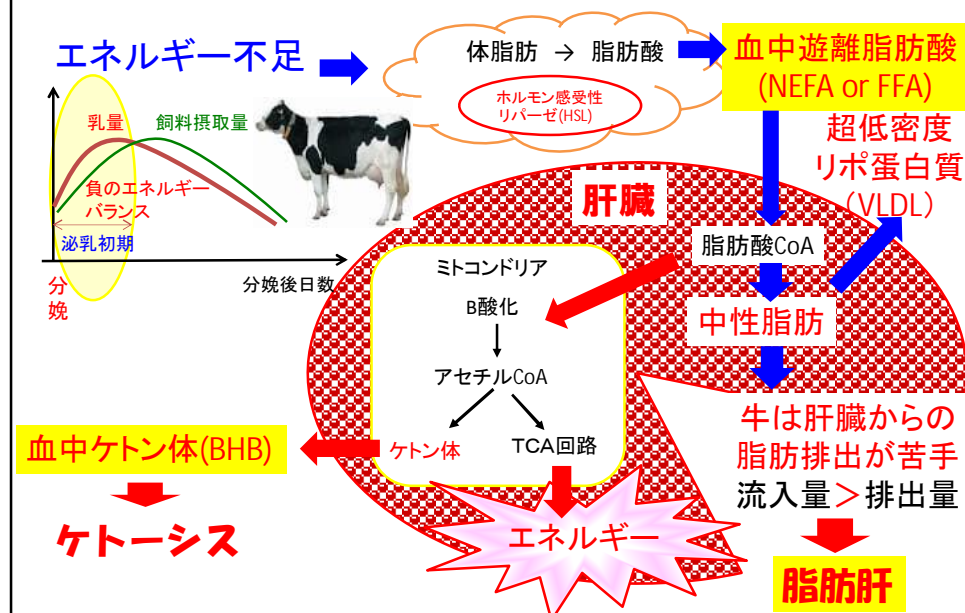 エネルギー不足
体脂肪 → 脂肪酸
ホルモン感受性
リパーゼ(HSL)
血中遊離脂肪酸
(NEFA or FFA)
乳量
飼料摂取量
負のエネルギー
バランス
泌乳初期
分
娩
分娩後日数
超低密度
リポ蛋白質
(VLDL)
肝臓
脂肪酸CoA
中性脂肪
ミトコンドリア
B酸化
アセチルCoA
ケトン体
TCA回路
血中ケトン体(BHB)
ケトーシス
エネルギー
牛は肝臓からの
脂肪排出が苦手
流入量＞排出量
脂肪肝